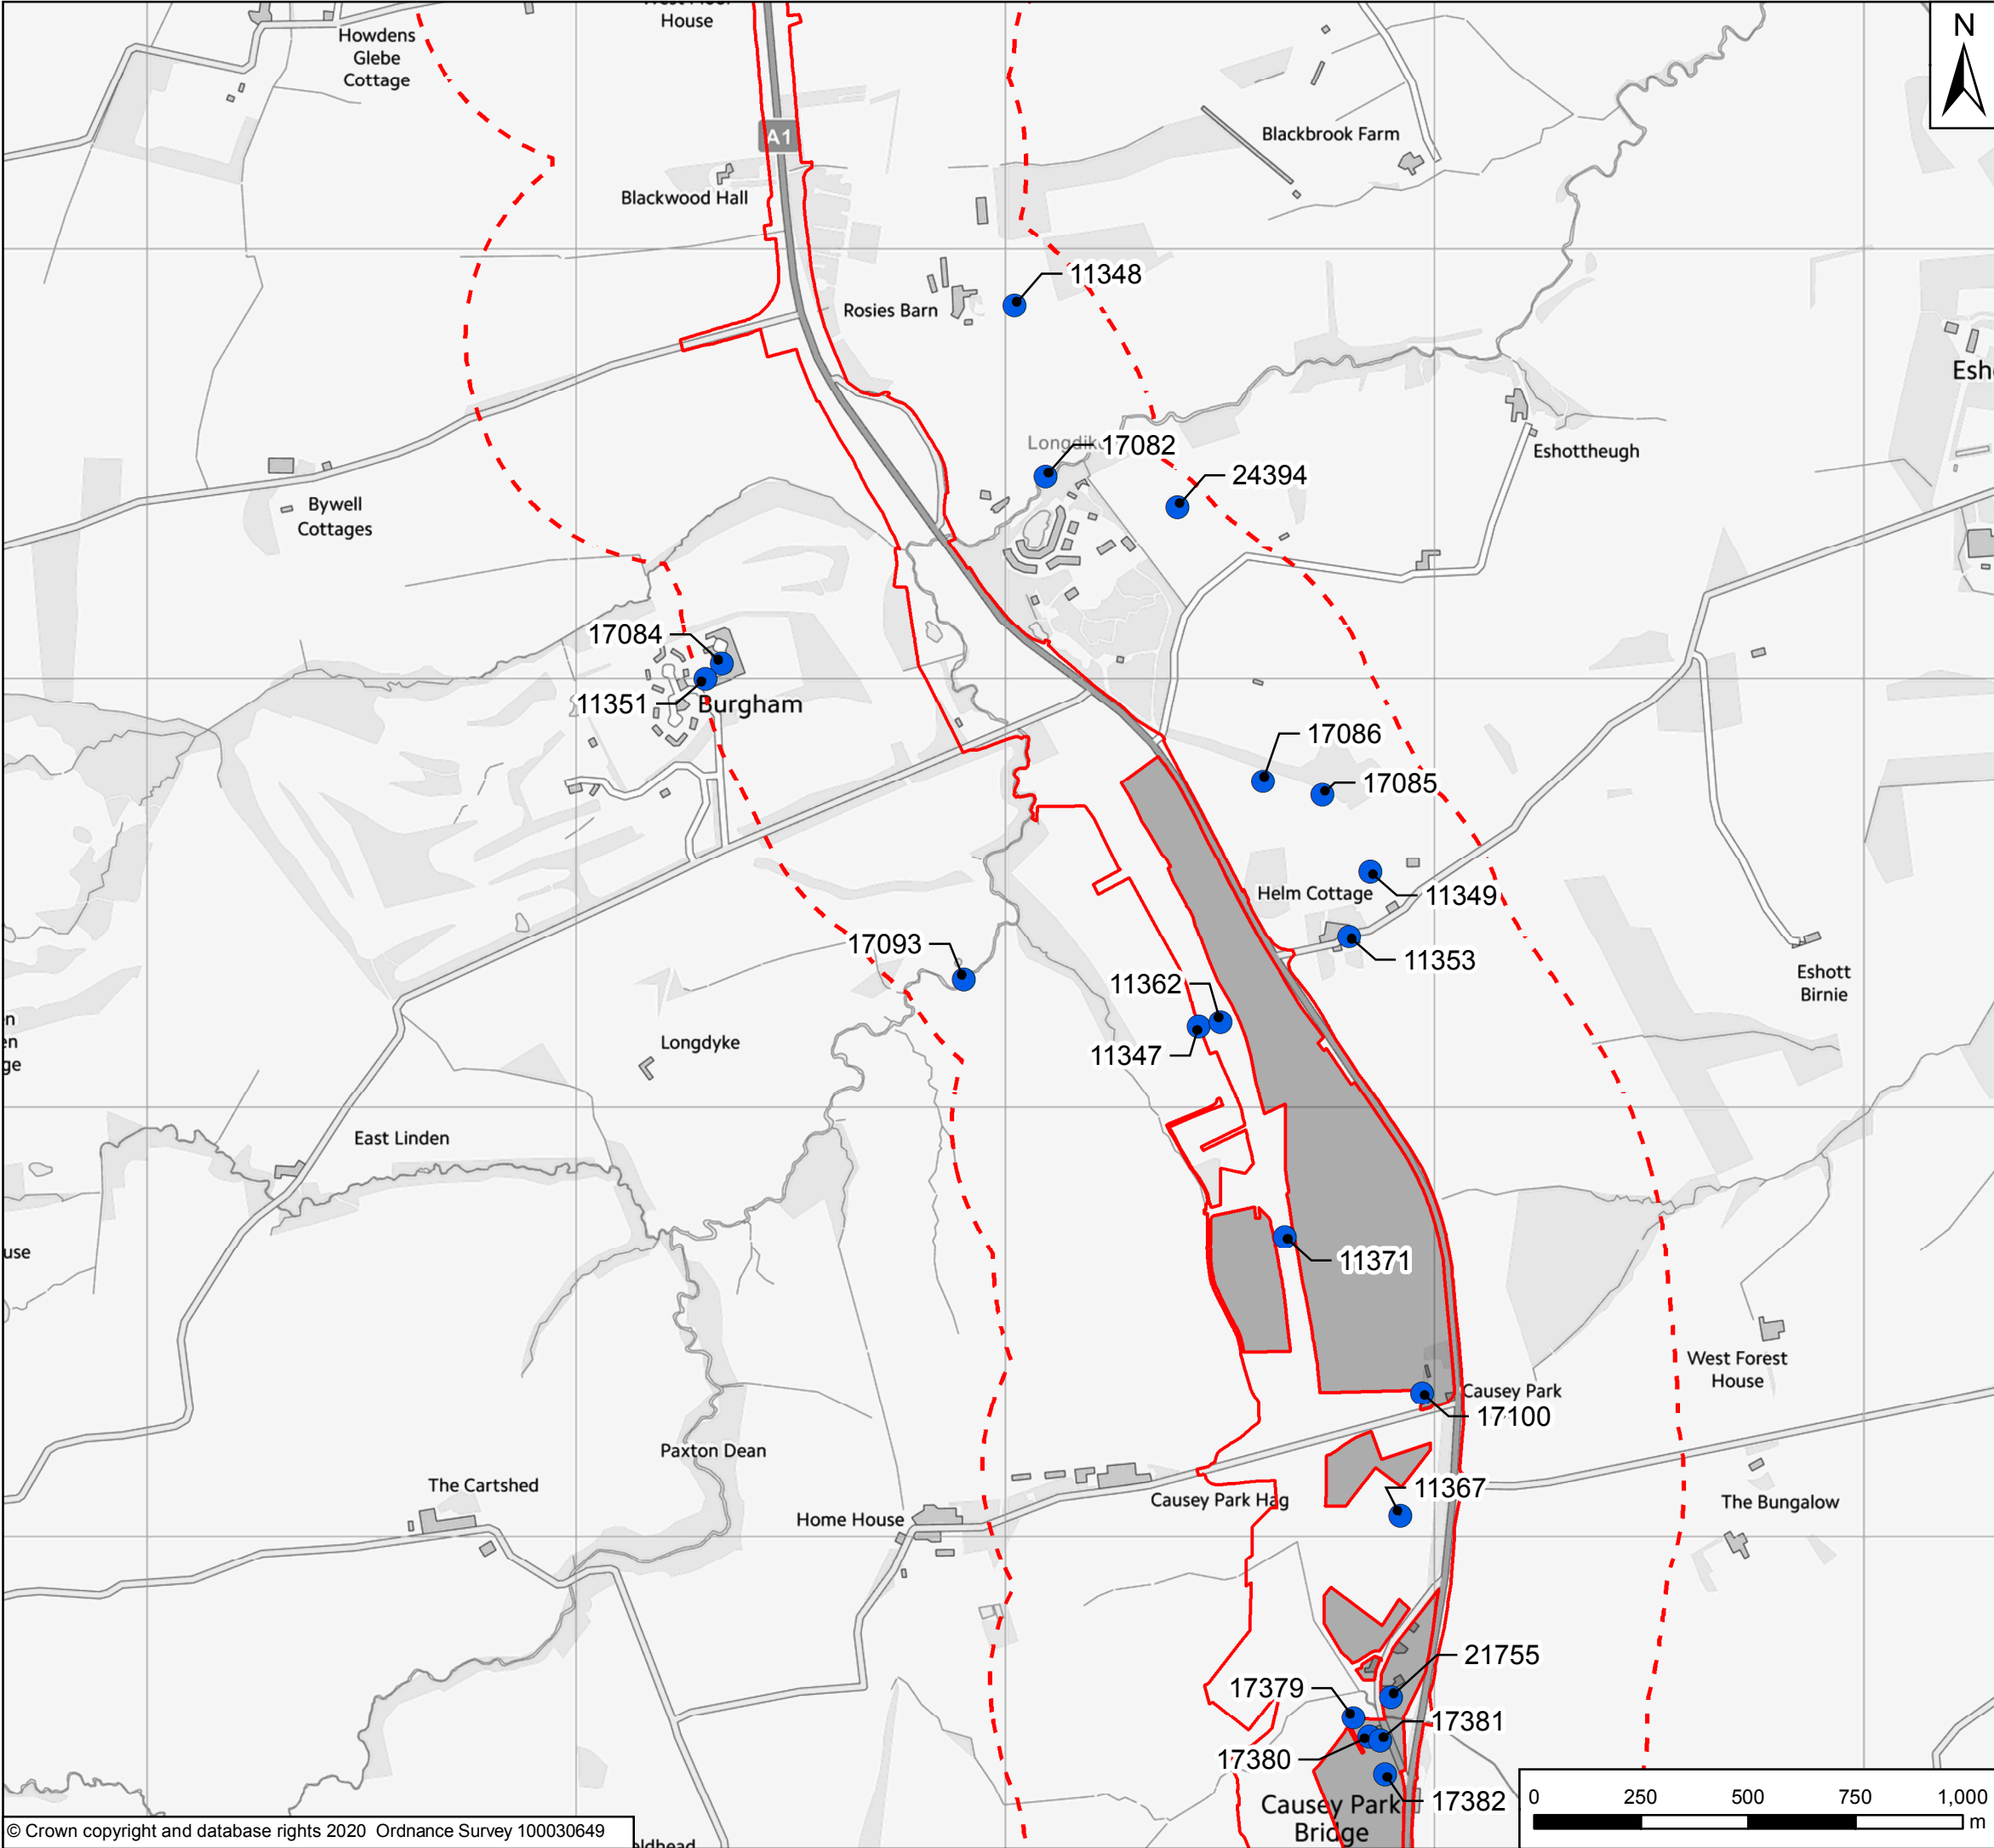 House
N
Howdens
Glebe
Cottage
A1
Blackbrook Farm
Blackwood Hall
11348
Rosies Barn
Esh
17082
24394
Eshottheugh
Bywell
Cottages
17084
11351
Burgham
17086
17085
11349
Helm Cottage
17093
11353
11362
Eshott
Birnie
Longdyke
11347
East Linden
use
11371
West Forest
House
Causey Park
17100
Paxton Dean
The Cartshed
11367
Causey Park Hag
The Bungalow
Home House
21755
17379
17381
17380
17382
Causey Park
Bridge
0 250 500 750 1,000
m
© Crown copyright and database rights 2020 Ordnance Survey 100030649